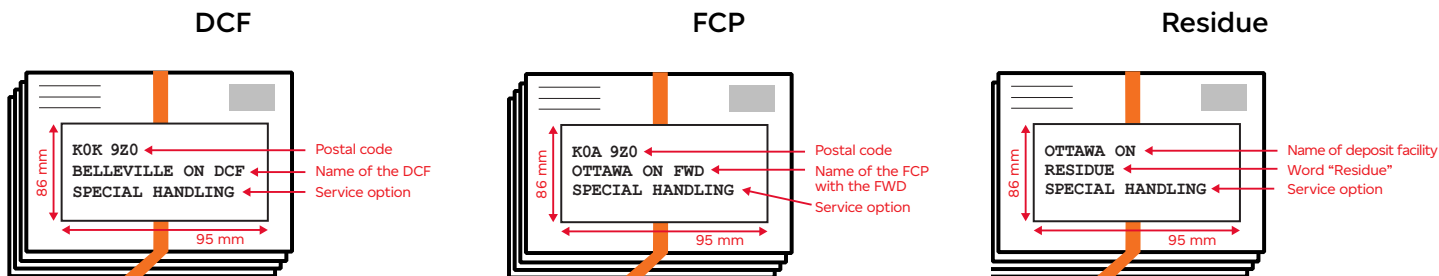 DCF
86 mm
K0K 9Z0
BELLEVILLE ON DCF
SPECIAL HANDLING
95 mm
Postal code
Name of the DCF
Service option
FCP
86 mm
K0A 9Z0
OTTAWA ON FWD
SPECIAL HANDLING
95 mm
Postal code
Name of the FCP
with the FWD
Service option
Residue
86 mm
OTTAWA ON
RESIDUE
SPECIAL HANDLING
95 mm
Name of deposit facility
Word “Residue”
Service option